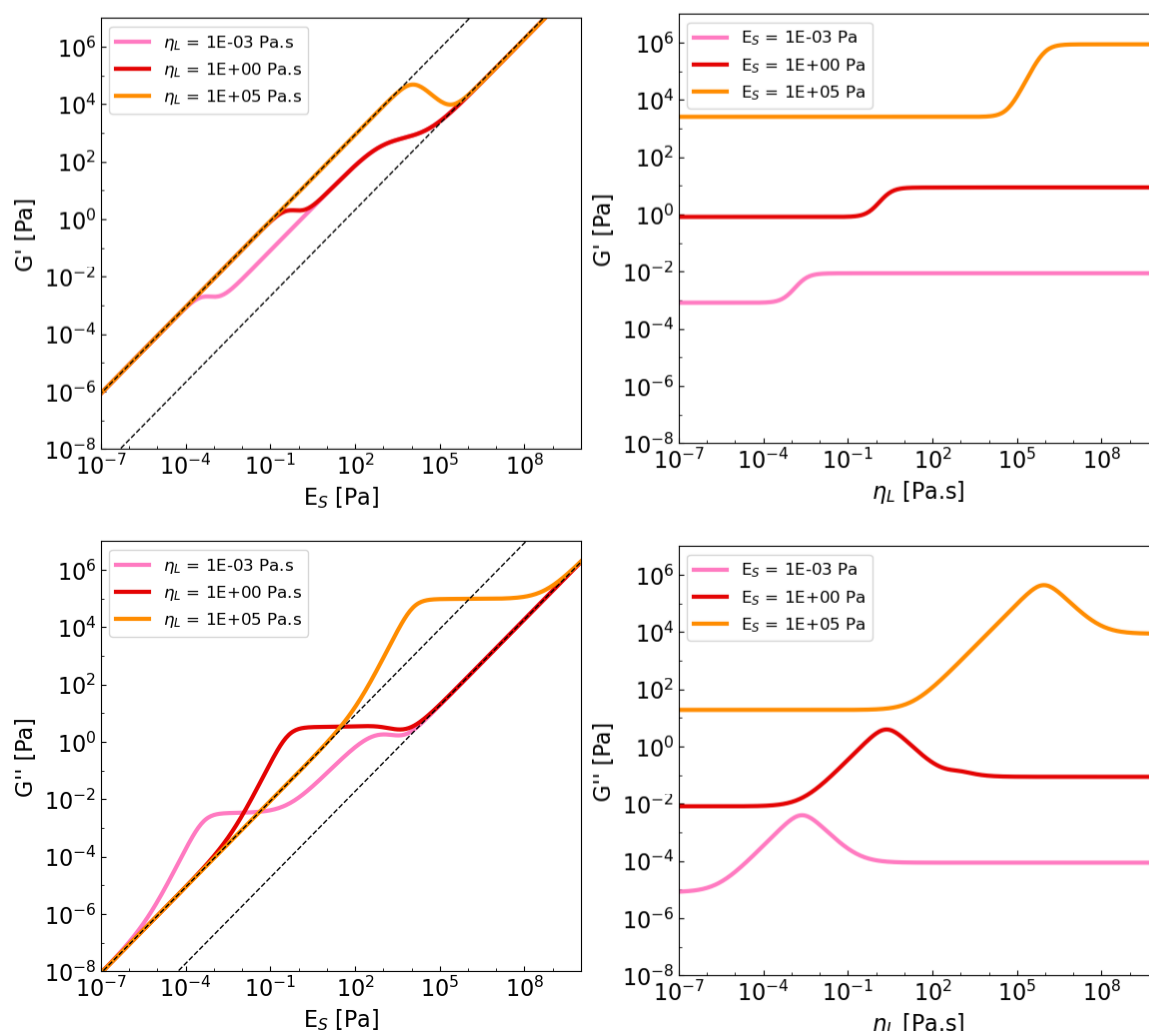 G' [Pa]
10^6
10^4
10^2
10^0
10^-2
10^-4
10^-6
10^-8
η_L = 1E-03 Pa.s
η_L = 1E+00 Pa.s
η_L = 1E+05 Pa.s
10^-7 10^-4 10^-1 10^2 10^5 10^8
E_S [Pa]
G' [Pa]
10^6
10^4
10^2
10^0
10^-2
10^-4
10^-6
10^-8
E_S = 1E-03 Pa
E_S = 1E+00 Pa
E_S = 1E+05 Pa
10^-7 10^-4 10^-1 10^2 10^5 10^8
η_L [Pa.s]
G'' [Pa]
10^6
10^4
10^2
10^0
10^-2
10^-4
10^-6
10^-8
η_L = 1E-03 Pa.s
η_L = 1E+00 Pa.s
η_L = 1E+05 Pa.s
10^-7 10^-4 10^-1 10^2 10^5 10^8
E_S [Pa]
G'' [Pa]
10^6
10^4
10^2
10^0
10^-2
10^-4
10^-6
10^-8
E_S = 1E-03 Pa
E_S = 1E+00 Pa
E_S = 1E+05 Pa
10^-7 10^-4 10^-1 10^2 10^5 10^8
η_L [Pa.s]